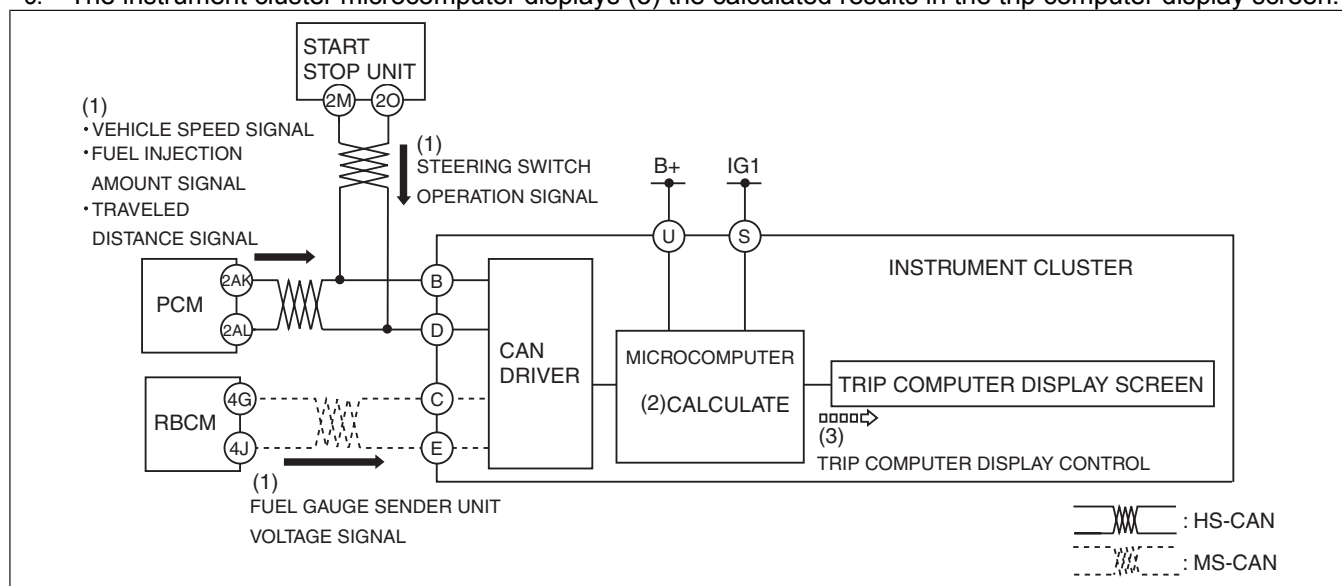 The instrument cluster microcomputer displays (3) the calculated results in the trip computer display screen.
START
STOP UNIT
2M 2O
(1)
・VEHICLE SPEED SIGNAL
・FUEL INJECTION
AMOUNT SIGNAL
・TRAVELED
DISTANCE SIGNAL
(1)
STEERING SWITCH
OPERATION SIGNAL
B+ IG1
U S
INSTRUMENT CLUSTER
PCM
2AK
2AL
B
D
CAN
DRIVER
MICROCOMPUTER
(2)CALCULATE
TRIP COMPUTER DISPLAY SCREEN
(3)
TRIP COMPUTER DISPLAY CONTROL
RBCM
4G
4J
C
E
(1)
FUEL GAUGE SENDER UNIT
VOLTAGE SIGNAL
: HS-CAN
: MS-CAN